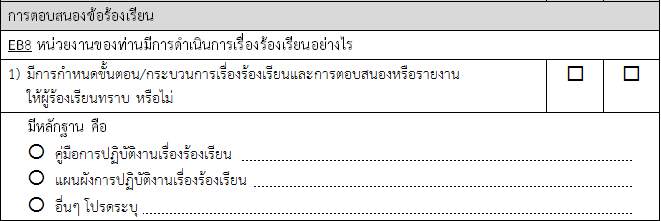 การตอบสนองข้อร้องเรียน
EB8 หน่วยงานของท่านมีการดำเนินการเรื่องร้องเรียนอย่างไร
1) มีการกำหนดขั้นตอน/กระบวนการเรื่องร้องเรียนและการตอบสนองหรือรายงาน
ให้ผู้ร้องเรียนทราบ หรือไม่
มีหลักฐาน คือ
คู่มือการปฏิบัติงานเรื่องร้องเรียน
แผนผังการปฏิบัติงานเรื่องร้องเรียน
อื่นๆ โปรดระบุ